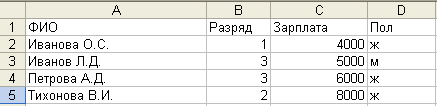 A B C D
1 ФИО Разряд Зарплата Пол
2 Иванова О.С. 1 4000 ж
3 Иванов Л.Д. 3 5000 м
4 Петрова А.Д. 3 6000 ж
5 Тихонова В.И. 2 8000 ж